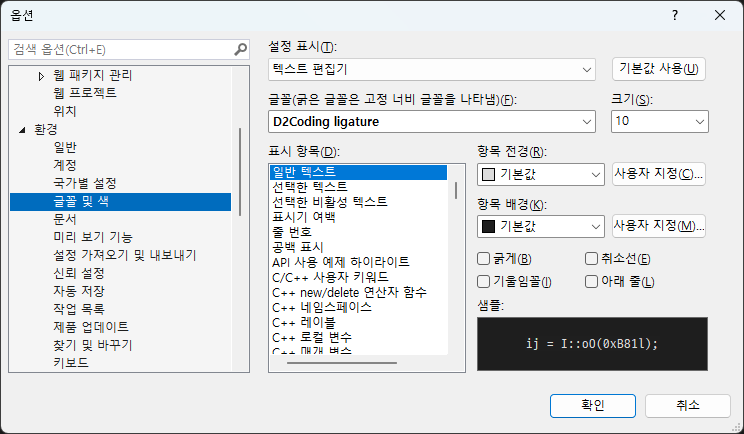 옵션
검색 옵션(Ctrl+E)
웹 패키지 관리
웹 프로젝트
위치
환경
일반
계정
국가별 설정
글꼴 및 색
문서
미리 보기 기능
설정 가져오기 및 내보내기
신뢰 설정
자동 저장
작업 목록
제품 업데이트
찾기 및 바꾸기
키보드
설정 표시(T):
텍스트 편집기
기본값 사용(U)
글꼴(굵은 글꼴은 고정 너비 글꼴을 나타냄)(F):
크기(S):
D2Coding ligature
10
표시 항목(D):
일반 텍스트
선택한 텍스트
선택한 비활성 텍스트
표시기 여백
줄 번호
공백 표시
API 사용 예제 하이라이트
C/C++ 사용자 키워드
C++ new/delete 연산자 함수
C++ 네임스페이스
C++ 레이블
C++ 로컬 변수
C++ 매개 변수
항목 전경(R):
기본값
사용자 지정(C)...
항목 배경(K):
기본값
사용자 지정(M)...
굵게(B)
취소선(E)
기울임꼴(I)
아래 줄(L)
샘플:
ij = I::oO(0xB81l);
확인
취소